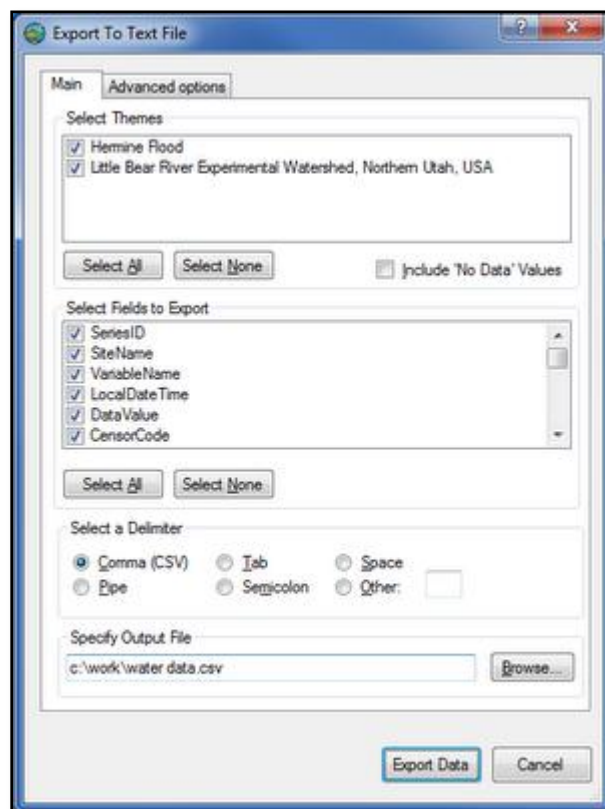 Export To Text File
Main Advanced options
Select Themes
Hermine Flood
Little Bear River Experimental Watershed, Northern Utah, USA
Select All Select None Include 'No Data' Values
Select Fields to Export
SeriesID
SiteName
VariableName
LocalDateTime
DataValue
CensorCode
Select All Select None
Select a Delimiter
Comma (CSV) Tab Space
Pipe Semicolon Other:
Specify Output File
c:\work\water data.csv Browse...
Export Data Cancel